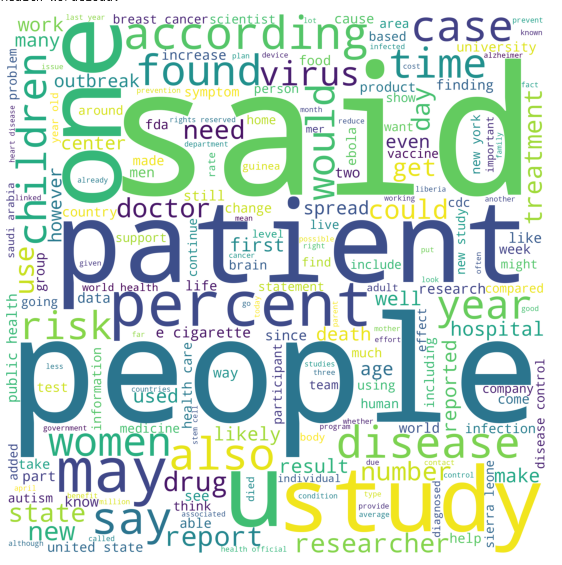 work
many
breast cancer
scientist
cause
area
last year
iot
prevent
one
according
based
university
known
case
saudi arabia
heart disease
problem
issue
children
year old
outbreak
increase
plan
food
cost
alzheimer
found
virus
time
device
infected
symptom
person
product
show
finding
said
prevention
around
fda
need
rights reserved
home
month
want
day
even
new york
important
fact
family
center
made
men
department
mer
reduce
would
ebola
vaccine
get
treatment
already
rate
guinea
two
liberia
working
another
linked
however
doctor
still
change
mean
spread
could
cdc
country
possible
live
right
like
week
new study
often
use
group
given
support
continue
level
first
cancer
brain
find
include
put
might
look
patient
going
data
world health
life
statement
adult
research
compared
go
percent
well
year
good
public health
risk
far
e cigarette
since
death
mother
effort
effect
hospital
much
including
reported
people
less
test
information
countries
used
health care
way
participant
studies
three
team
age
using
human
company
come
disease control
medicine
stem cell
government
women
likely
body
program
whether
world
infection
added
take
part
also
disease
may
drug
result
number
due
contact
control
make
autism
know
benefit
million
see
think
died
individual
condition
type
diagnosed
sierra leone
state
april
say
associated
able
us
provide
average
study
new
report
researcher
help
although
united state
called
health official